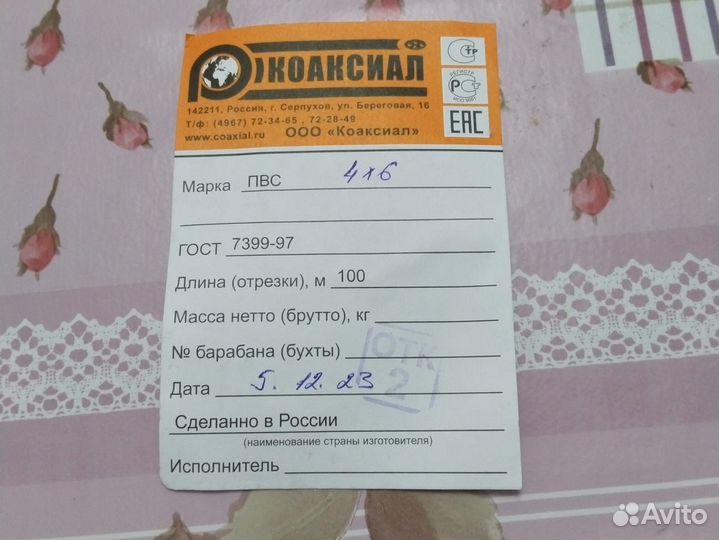 КОАКСИАЛ
142211, Россия, г. Серпухов, ул. Береговая, 16
Т/ф: (4967) 72-34-65 , 72-28-49
www.coaxial.ru ООО «Коаксиал»
ТР
РЕГИСТР
Р
EAC
Марка ПВС 4х6
ГОСТ 7399-97
Длина (отрезки), м 100
Масса нетто (брутто), кг
№ барабана (бухты)
ОТК
2
Дата 5.12.23
Сделанно в России
(наименование страны изготовителя)
Исполнитель
Avito